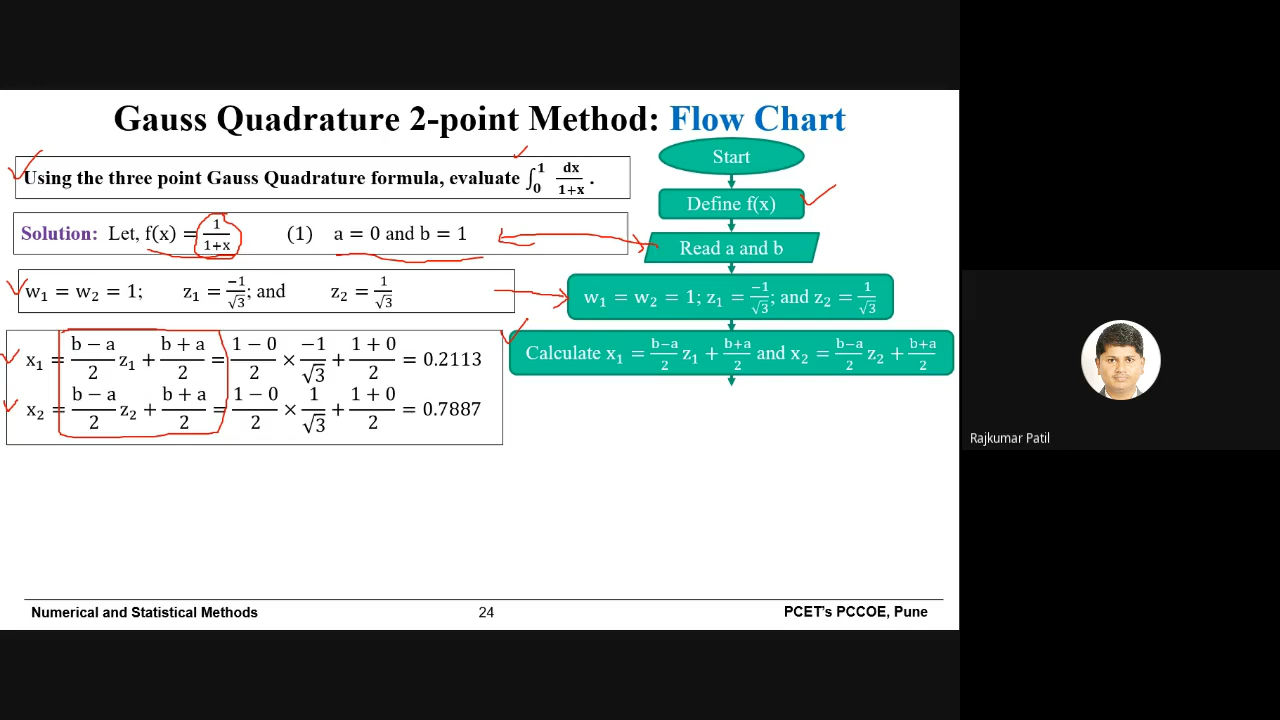 Gauss Quadrature 2-point Method: Flow Chart
Using the three point Gauss Quadrature formula, evaluate ∫₀¹ dx/(1+x) .
Solution: Let, f(x) = 1/(1+x) (1) a = 0 and b = 1
w₁ = w₂ = 1; z₁ = −1/√3; and z₂ = 1/√3
x₁ = (b − a)/2 z₁ + (b + a)/2 = (1 − 0)/2 × −1/√3 + (1 + 0)/2 = 0.2113
x₂ = (b − a)/2 z₂ + (b + a)/2 = (1 − 0)/2 × 1/√3 + (1 + 0)/2 = 0.7887
Start
Define f(x)
Read a and b
w₁ = w₂ = 1; z₁ = −1/√3; and z₂ = 1/√3
Calculate x₁ = (b−a)/2 z₁ + (b+a)/2 and x₂ = (b−a)/2 z₂ + (b+a)/2
Rajkumar Patil
Numerical and Statistical Methods 24 PCET's PCCOE, Pune